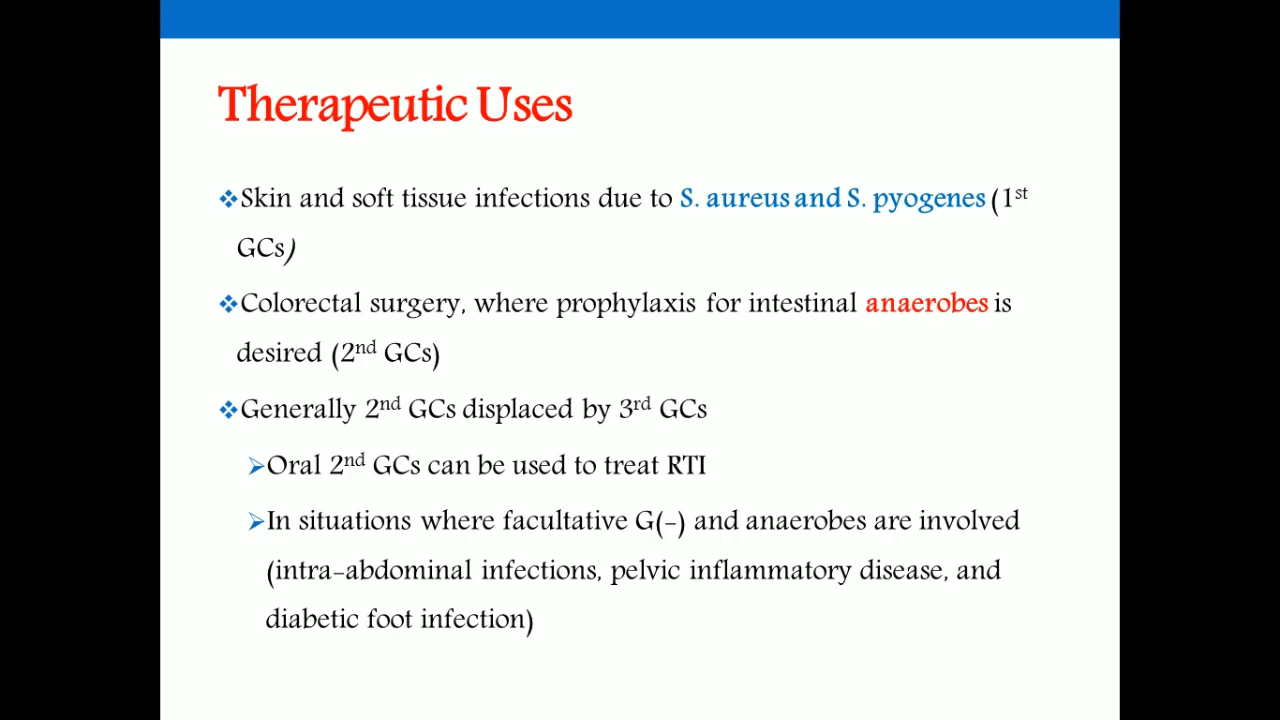 Therapeutic Uses
❖Skin and soft tissue infections due to S. aureus and S. pyogenes (1st
GCs)
❖Colorectal surgery, where prophylaxis for intestinal anaerobes is
desired (2nd GCs)
❖Generally 2nd GCs displaced by 3rd GCs
➢Oral 2nd GCs can be used to treat RTI
➢In situations where facultative G(-) and anaerobes are involved
(intra-abdominal infections, pelvic inflammatory disease, and
diabetic foot infection)